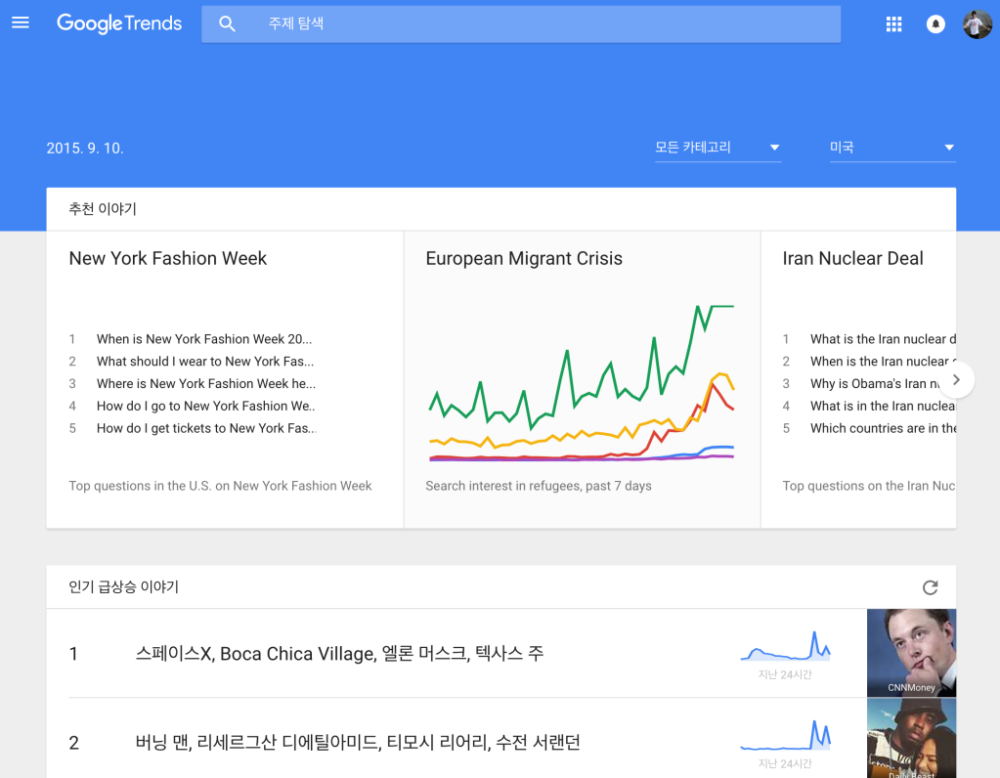 Google Trends
주제 탐색
2015. 9. 10.
모든 카테고리
미국
추천 이야기
New York Fashion Week
1 When is New York Fashion Week 20...
2 What should I wear to New York Fas...
3 Where is New York Fashion Week he...
4 How do I go to New York Fashion We..
5 How do I get tickets to New York Fas...
Top questions in the U.S. on New York Fashion Week
European Migrant Crisis
Search interest in refugees, past 7 days
Iran Nuclear Deal
1 What is the Iran nuclear d
2 When is the Iran nuclear
3 Why is Obama's Iran
4 What is in the Iran nuclea
5 Which countries are in the
Top questions on the Iran Nuc
인기 급상승 이야기
1
스페이스X, Boca Chica Village, 엘론 머스크, 텍사스 주
지난 24시간
CNNMoney
2
버닝 맨, 리세르그산 디에틸아미드, 티모시 리어리, 수전 서랜던
지난 24시간
Daily Beast